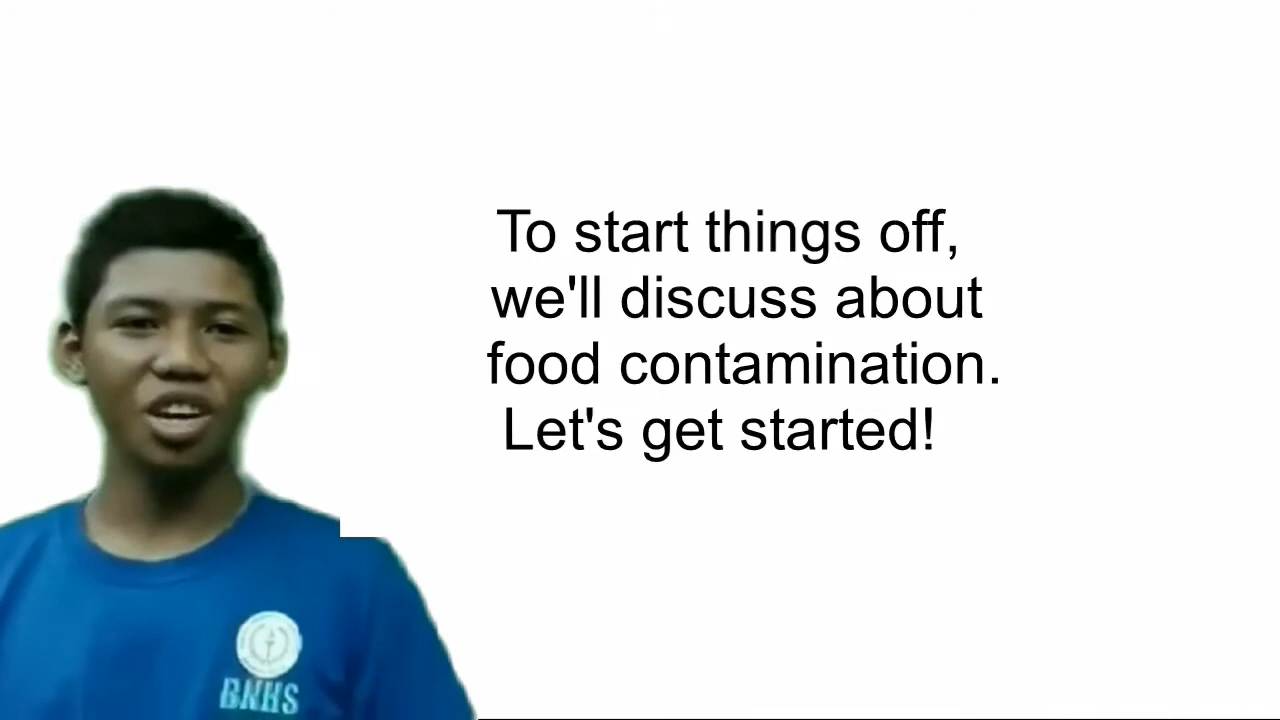 To start things off,
we'll discuss about
food contamination.
Let's get started!
BNHS